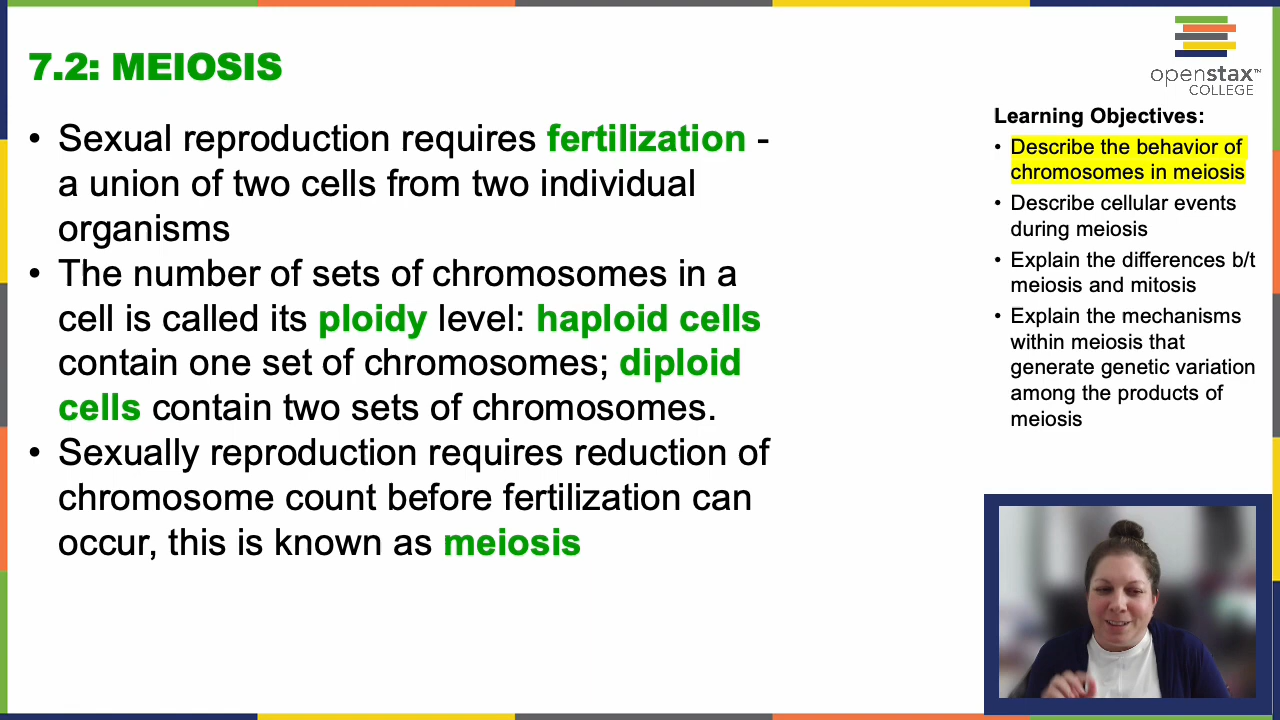 7.2: MEIOSIS
• Sexual reproduction requires fertilization -
a union of two cells from two individual
organisms
• The number of sets of chromosomes in a
cell is called its ploidy level: haploid cells
contain one set of chromosomes; diploid
cells contain two sets of chromosomes.
• Sexually reproduction requires reduction of
chromosome count before fertilization can
occur, this is known as meiosis
openstax™
COLLEGE
Learning Objectives:
• Describe the behavior of
chromosomes in meiosis
• Describe cellular events
during meiosis
• Explain the differences b/t
meiosis and mitosis
• Explain the mechanisms
within meiosis that
generate genetic variation
among the products of
meiosis